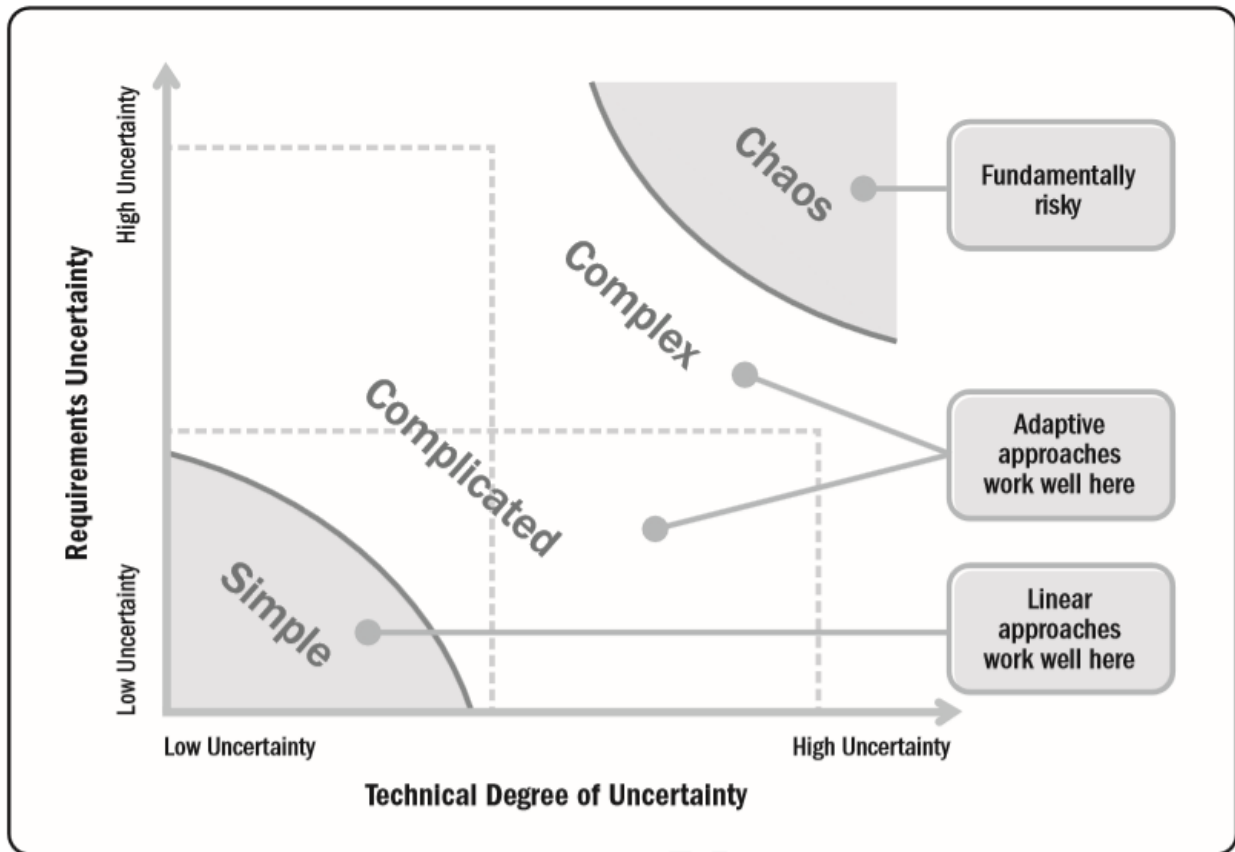 High Uncertainty
Requirements Uncertainty
Low Uncertainty
Chaos
Complex
Complicated
Simple
Fundamentally
risky
Adaptive
approaches
work well here
Linear
approaches
work well here
Low Uncertainty
High Uncertainty
Technical Degree of Uncertainty